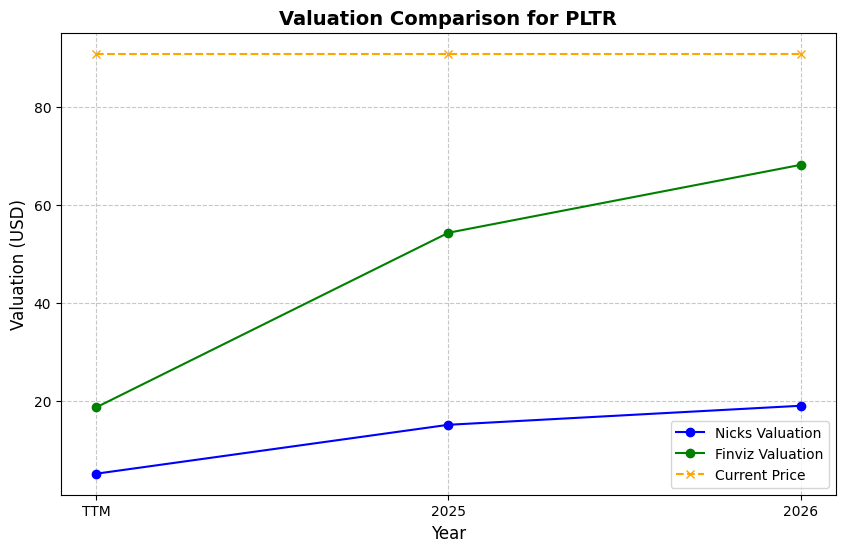 Valuation Comparison for PLTR
Valuation (USD)
80
60
40
20
TTM
2025
2026
Year
Nicks Valuation
Finviz Valuation
Current Price